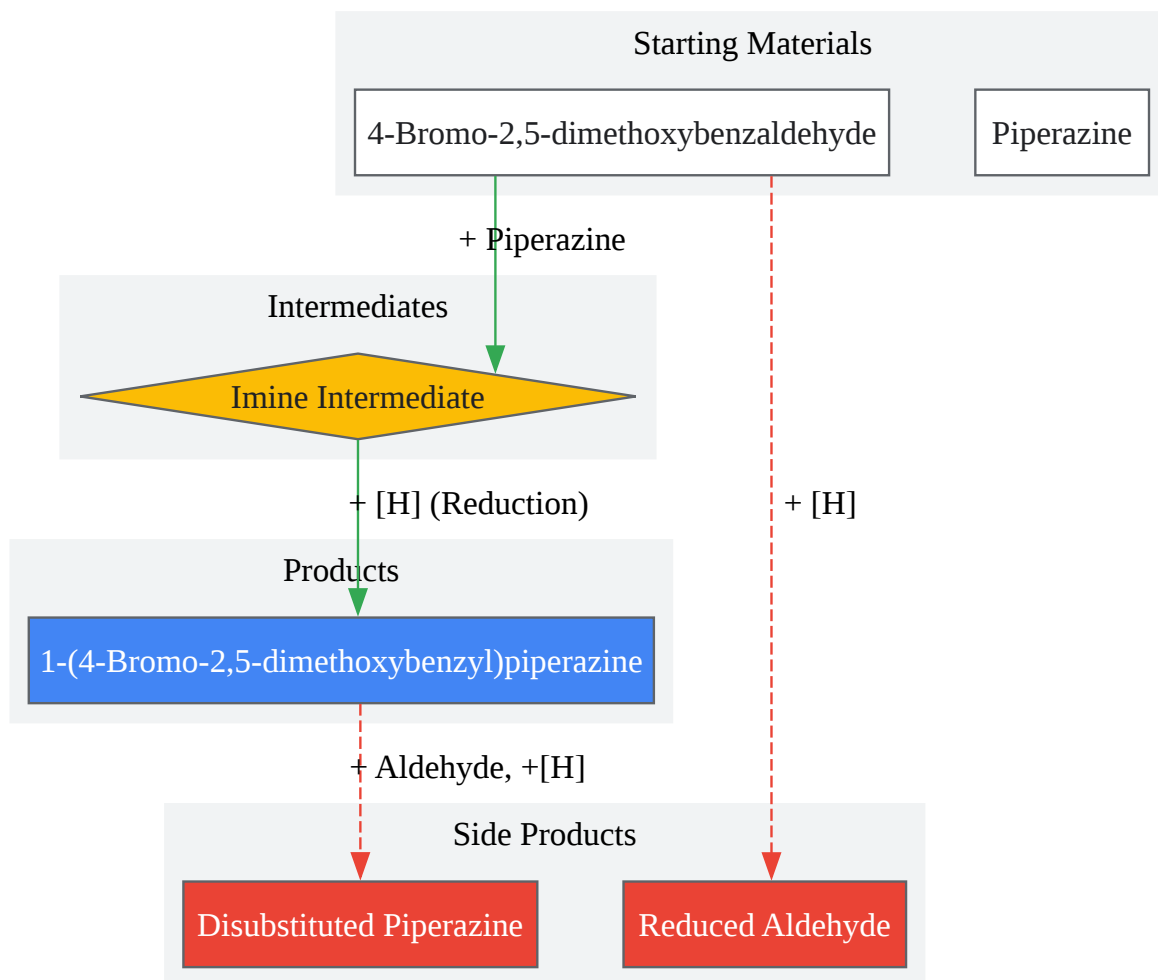 Starting Materials
4-Bromo-2,5-dimethoxybenzaldehyde
Piperazine
+ Piperazine
Intermediates
Imine Intermediate
+ [H] (Reduction)
+ [H]
Products
1-(4-Bromo-2,5-dimethoxybenzyl)piperazine
+ Aldehyde, +[H]
Side Products
Disubstituted Piperazine
Reduced Aldehyde